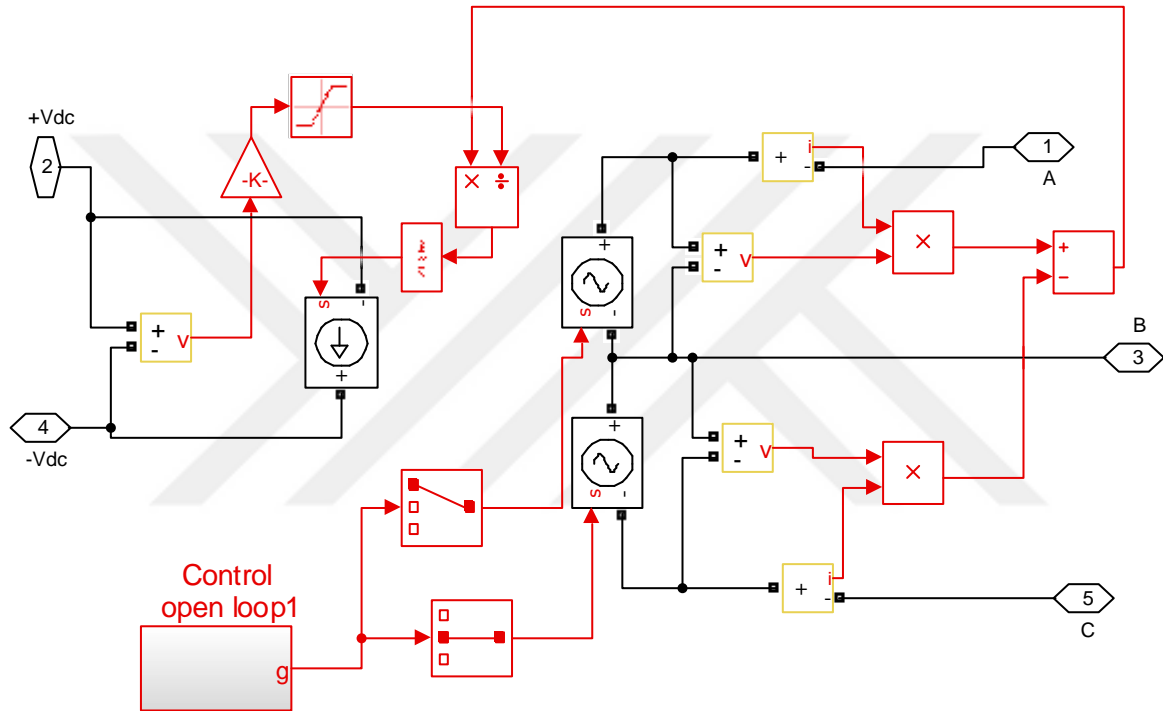 +Vdc
2
-K-
× ÷
s
-
+
+
-
v
4
-Vdc
+
-
s
+
-
v
+
i
-
1
A
×
+
−
B
3
+
-
s
+
-
v
×
+
i
-
5
C
Control
open loop1
g